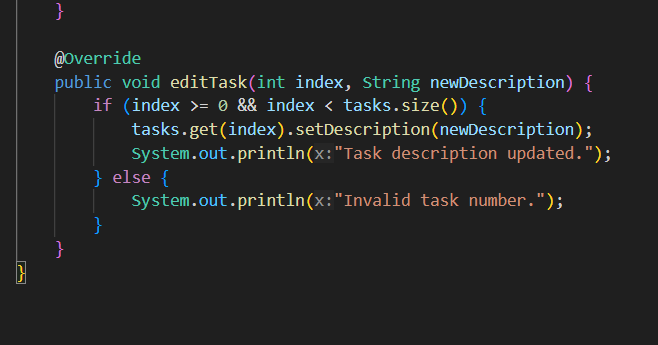 }
@Override
public void editTask(int index, String newDescription) {
if (index >= 0 && index < tasks.size()) {
tasks.get(index).setDescription(newDescription);
System.out.println(x:"Task description updated.");
} else {
System.out.println(x:"Invalid task number.");
}
}
}